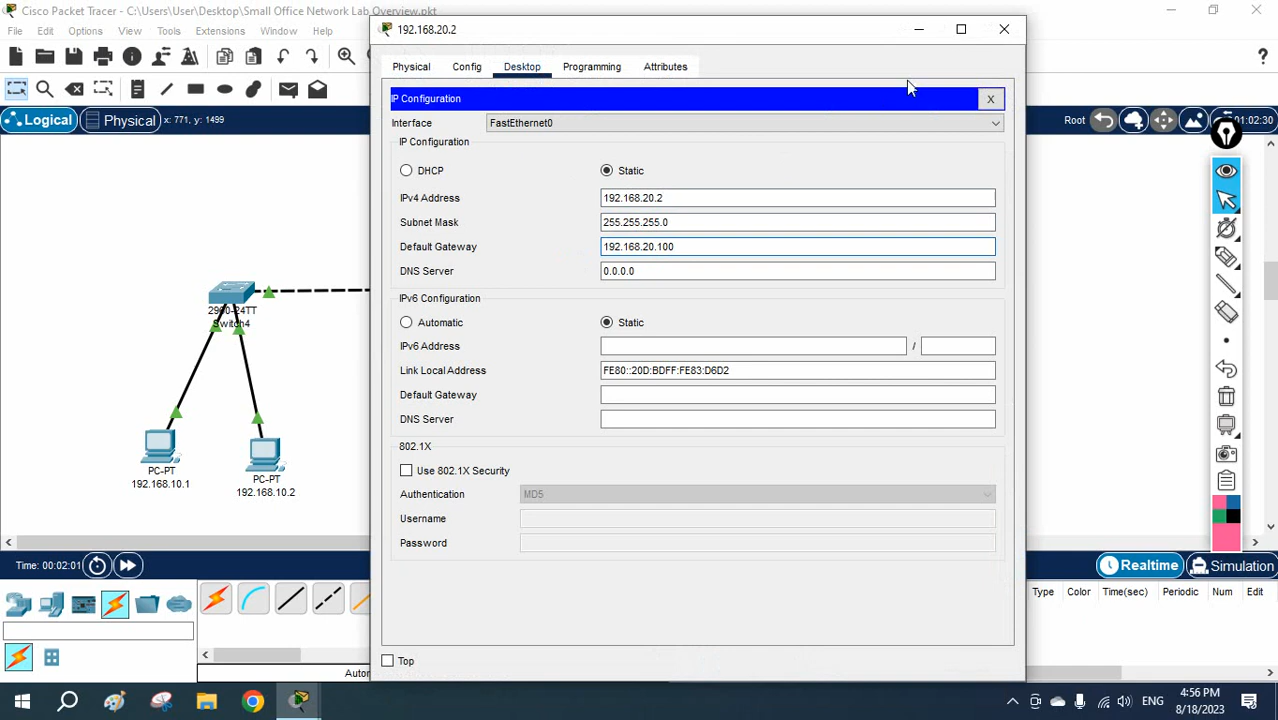 Cisco Packet Tracer - C:\Users\User\Desktop\Small Office Network Lab Overview.pkt
File Edit Options View Tools Extensions Window Help
Logical Physical x: 771, y: 1499
Root 01:02:30
192.168.20.2
Physical Config Desktop Programming Attributes
IP Configuration X
Interface FastEthernet0
IP Configuration
DHCP Static
IPv4 Address 192.168.20.2
Subnet Mask 255.255.255.0
Default Gateway 192.168.20.100
DNS Server 0.0.0.0
IPv6 Configuration
Automatic Static
IPv6 Address /
Link Local Address FE80::20D:BDFF:FE83:D6D2
Default Gateway
DNS Server
802.1X
Use 802.1X Security
Authentication MD5
Username
Password
Top
2960-24TT
Switch4
PC-PT
192.168.10.1
PC-PT
192.168.10.2
Time: 00:02:01
Realtime Simulation
Type Color Time(sec) Periodic Num Edit
ENG
4:56 PM
8/18/2023